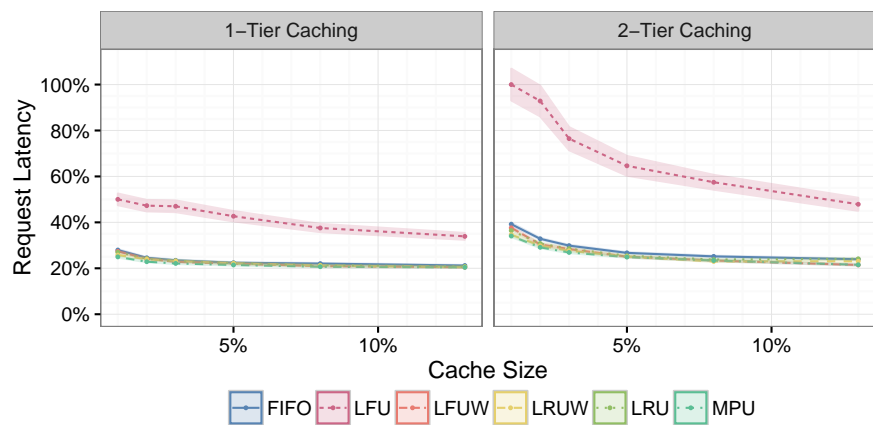 1−Tier Caching 2−Tier Caching
100%
80%
60%
40%
20%
0%
Request Latency
5% 10% 5% 10%
Cache Size
FIFO LFU LFUW LRUW LRU MPU